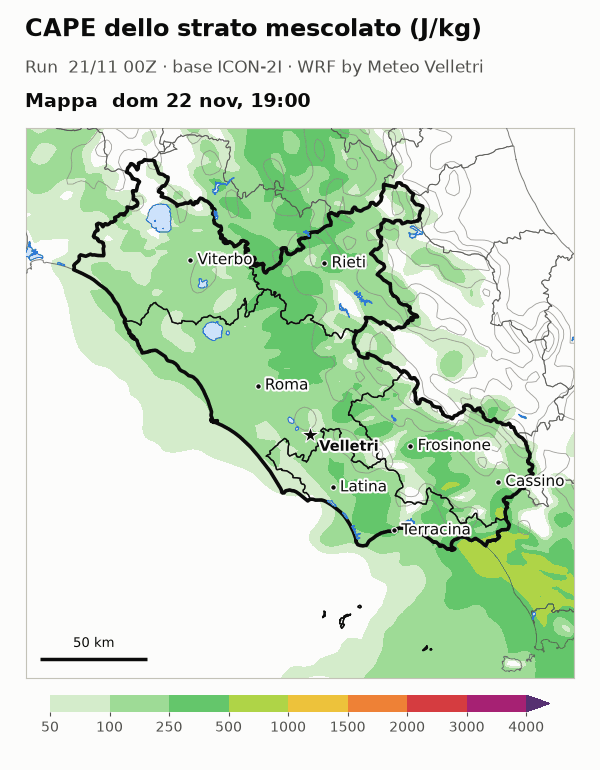 CAPE dello strato mescolato (J/kg)
Run  21/11 00Z · base ICON-2I · WRF by Meteo Velletri
Mappa  dom 22 nov, 19:00
Viterbo
Rieti
Roma
Velletri
Frosinone
Cassino
Latina
Terracina
50 km
50 100 250 500 1000 1500 2000 3000 4000